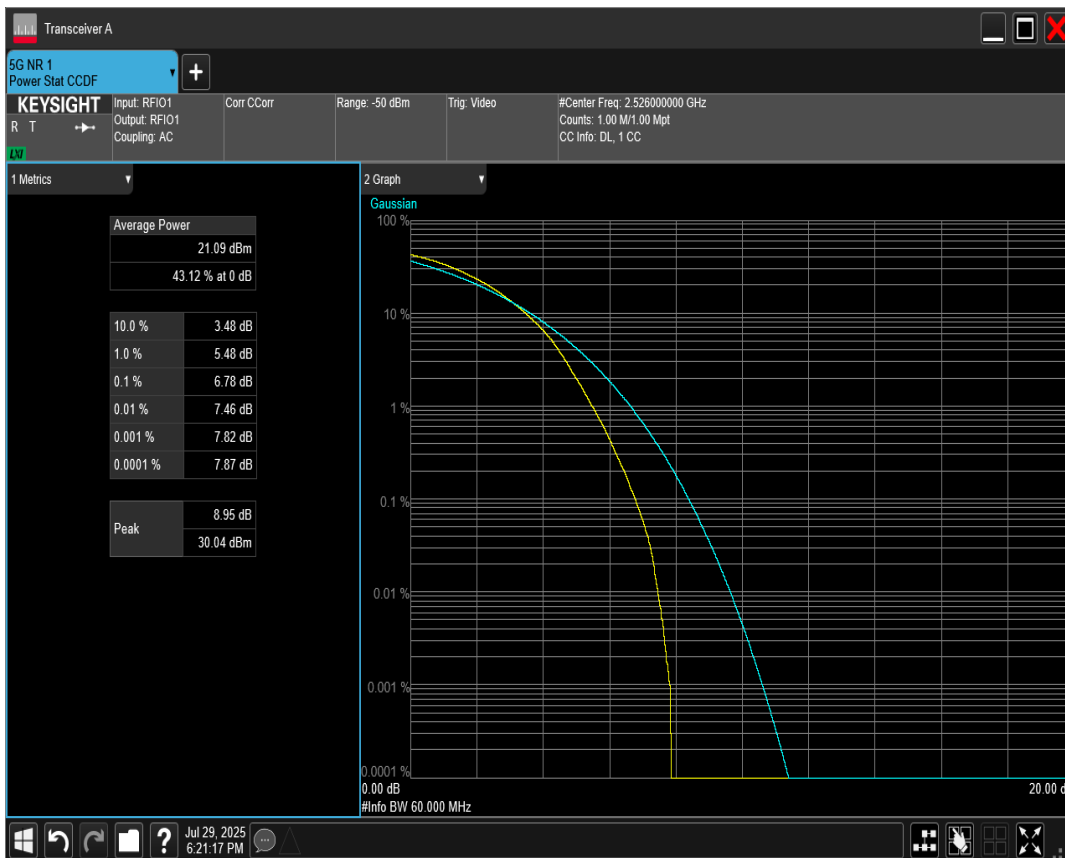 Transceiver A
5G NR 1
Power Stat CCDF
KEYSIGHT
R T
LXI
Input: RFIO1
Output: RFIO1
Coupling: AC
Corr CCorr
Range: -50 dBm
Trig: Video
#Center Freq: 2.526000000 GHz
Counts: 1.00 M/1.00 Mpt
CC Info: DL, 1 CC
1 Metrics
Average Power
21.09 dBm
43.12 % at 0 dB
10.0 % 3.48 dB
1.0 % 5.48 dB
0.1 % 6.78 dB
0.01 % 7.46 dB
0.001 % 7.82 dB
0.0001 % 7.87 dB
Peak
8.95 dB
30.04 dBm
2 Graph
Gaussian
100 %
10 %
1 %
0.1 %
0.01 %
0.001 %
0.0001 %
0.00 dB 20.00 d
#Info BW 60.000 MHz
Jul 29, 2025
6:21:17 PM